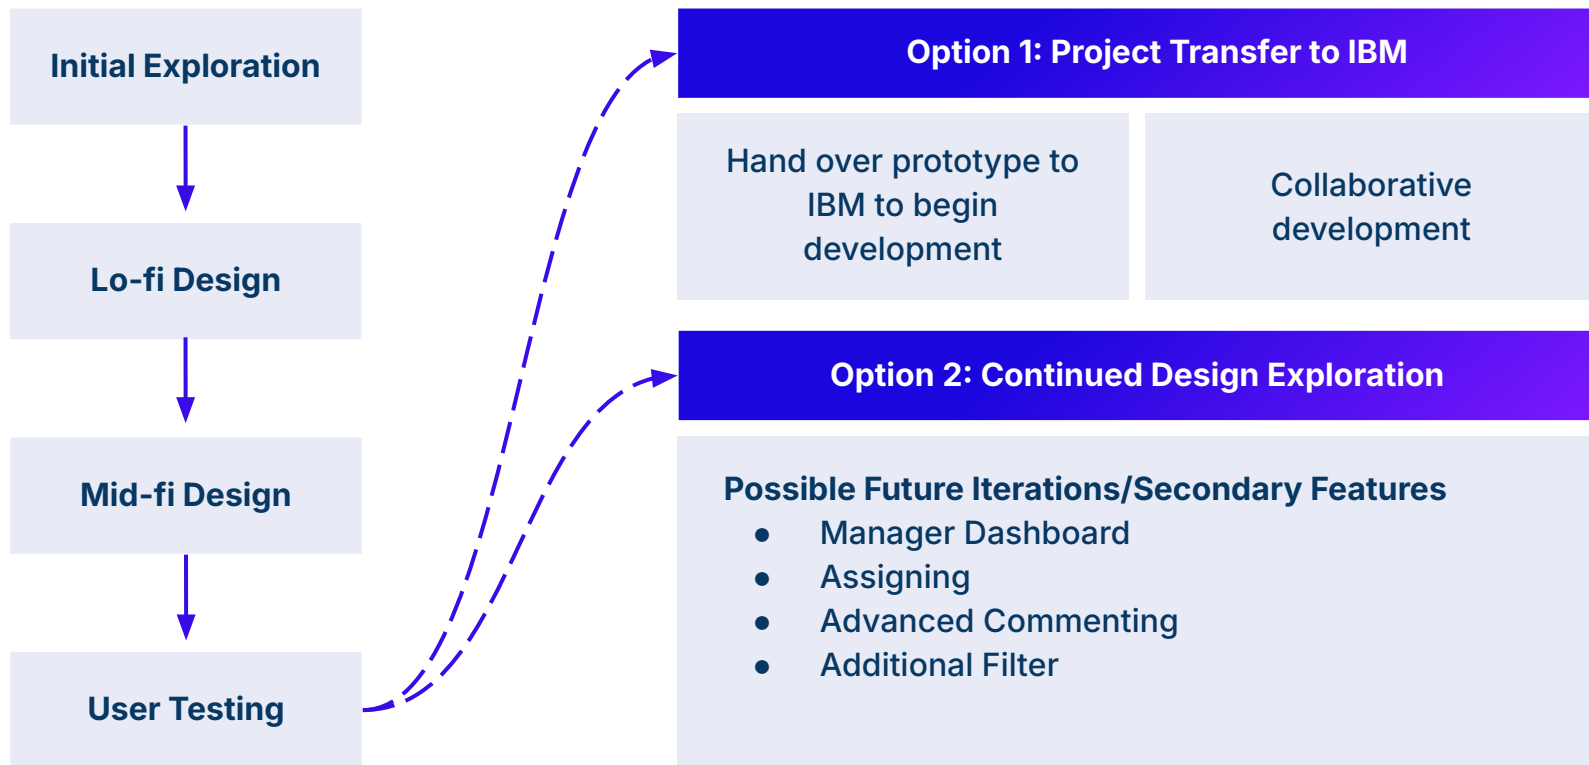 Initial Exploration
Lo-fi Design
Mid-fi Design
User Testing
Option 1: Project Transfer to IBM
Hand over prototype to
IBM to begin
development
Collaborative
development
Option 2: Continued Design Exploration
Possible Future Iterations/Secondary Features
● Manager Dashboard
● Assigning
● Advanced Commenting
● Additional Filter